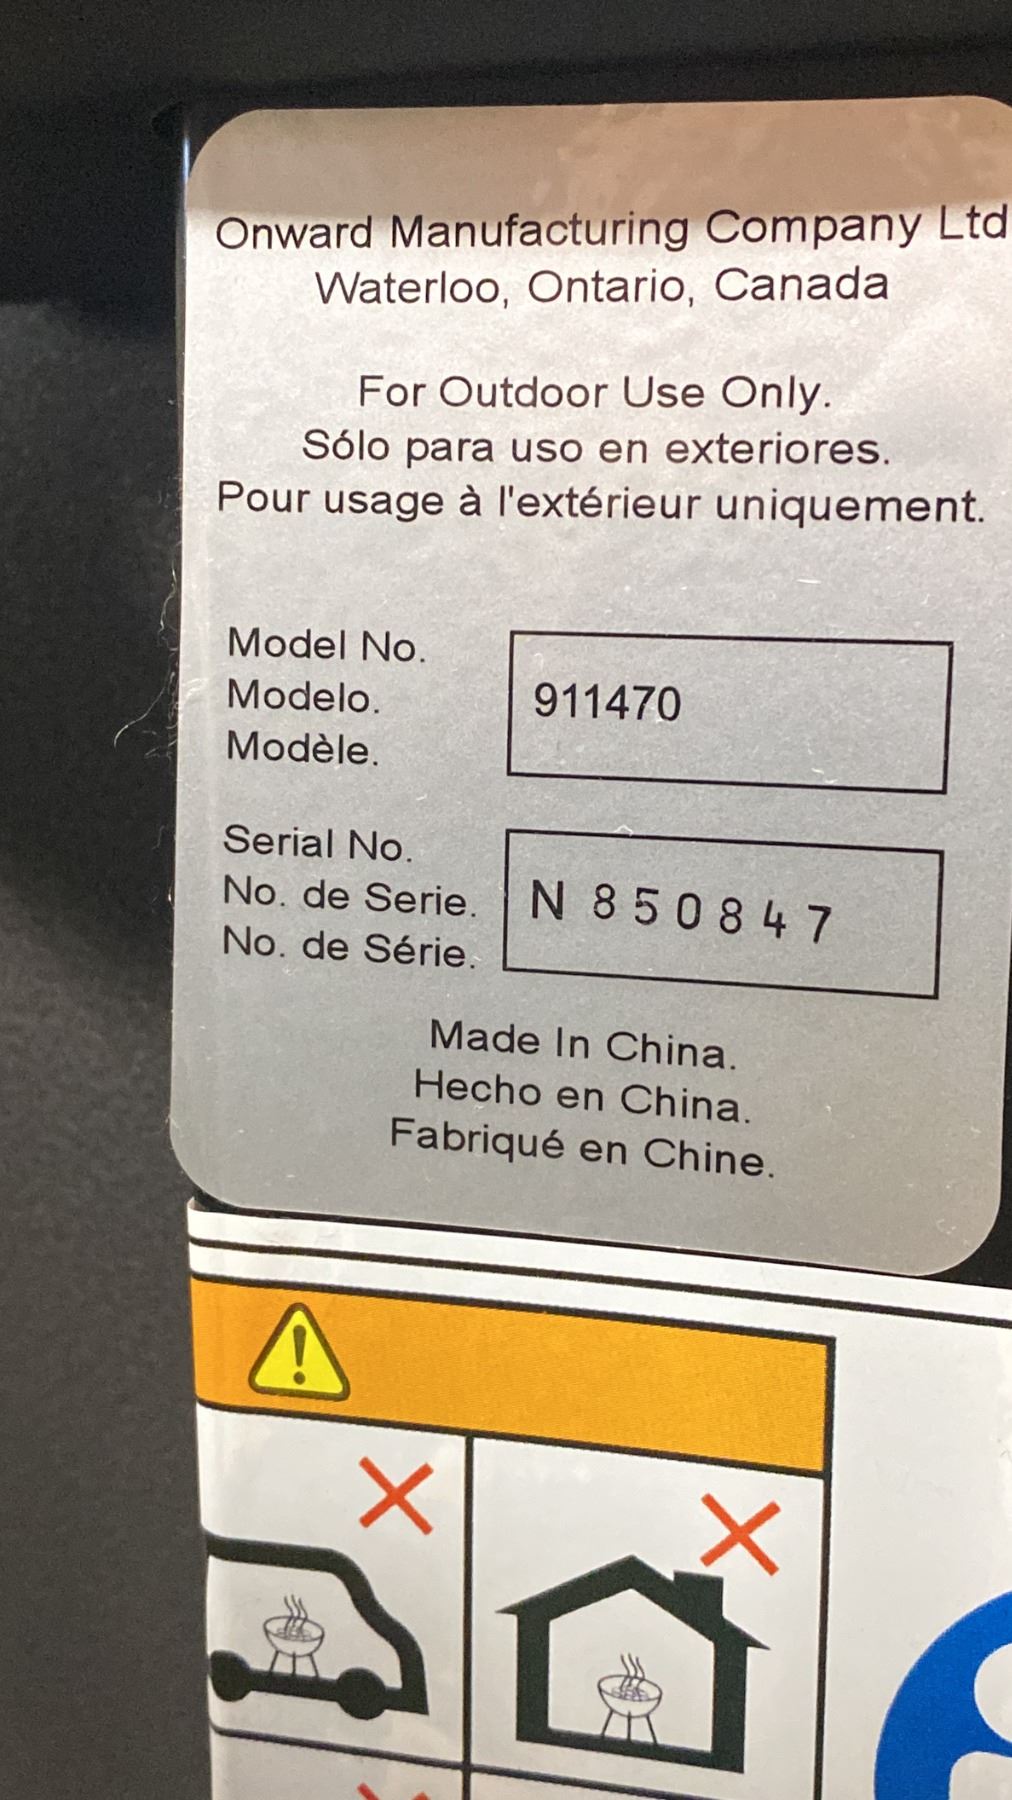 Onward Manufacturing Company Ltd
Waterloo, Ontario, Canada
For Outdoor Use Only.
Sólo para uso en exteriores.
Pour usage à l'extérieur uniquement.
Model No.
Modelo.
Modèle.
911470
Serial No.
No. de Serie.
No. de Série.
N 850847
Made In China.
Hecho en China.
Fabriqué en Chine.